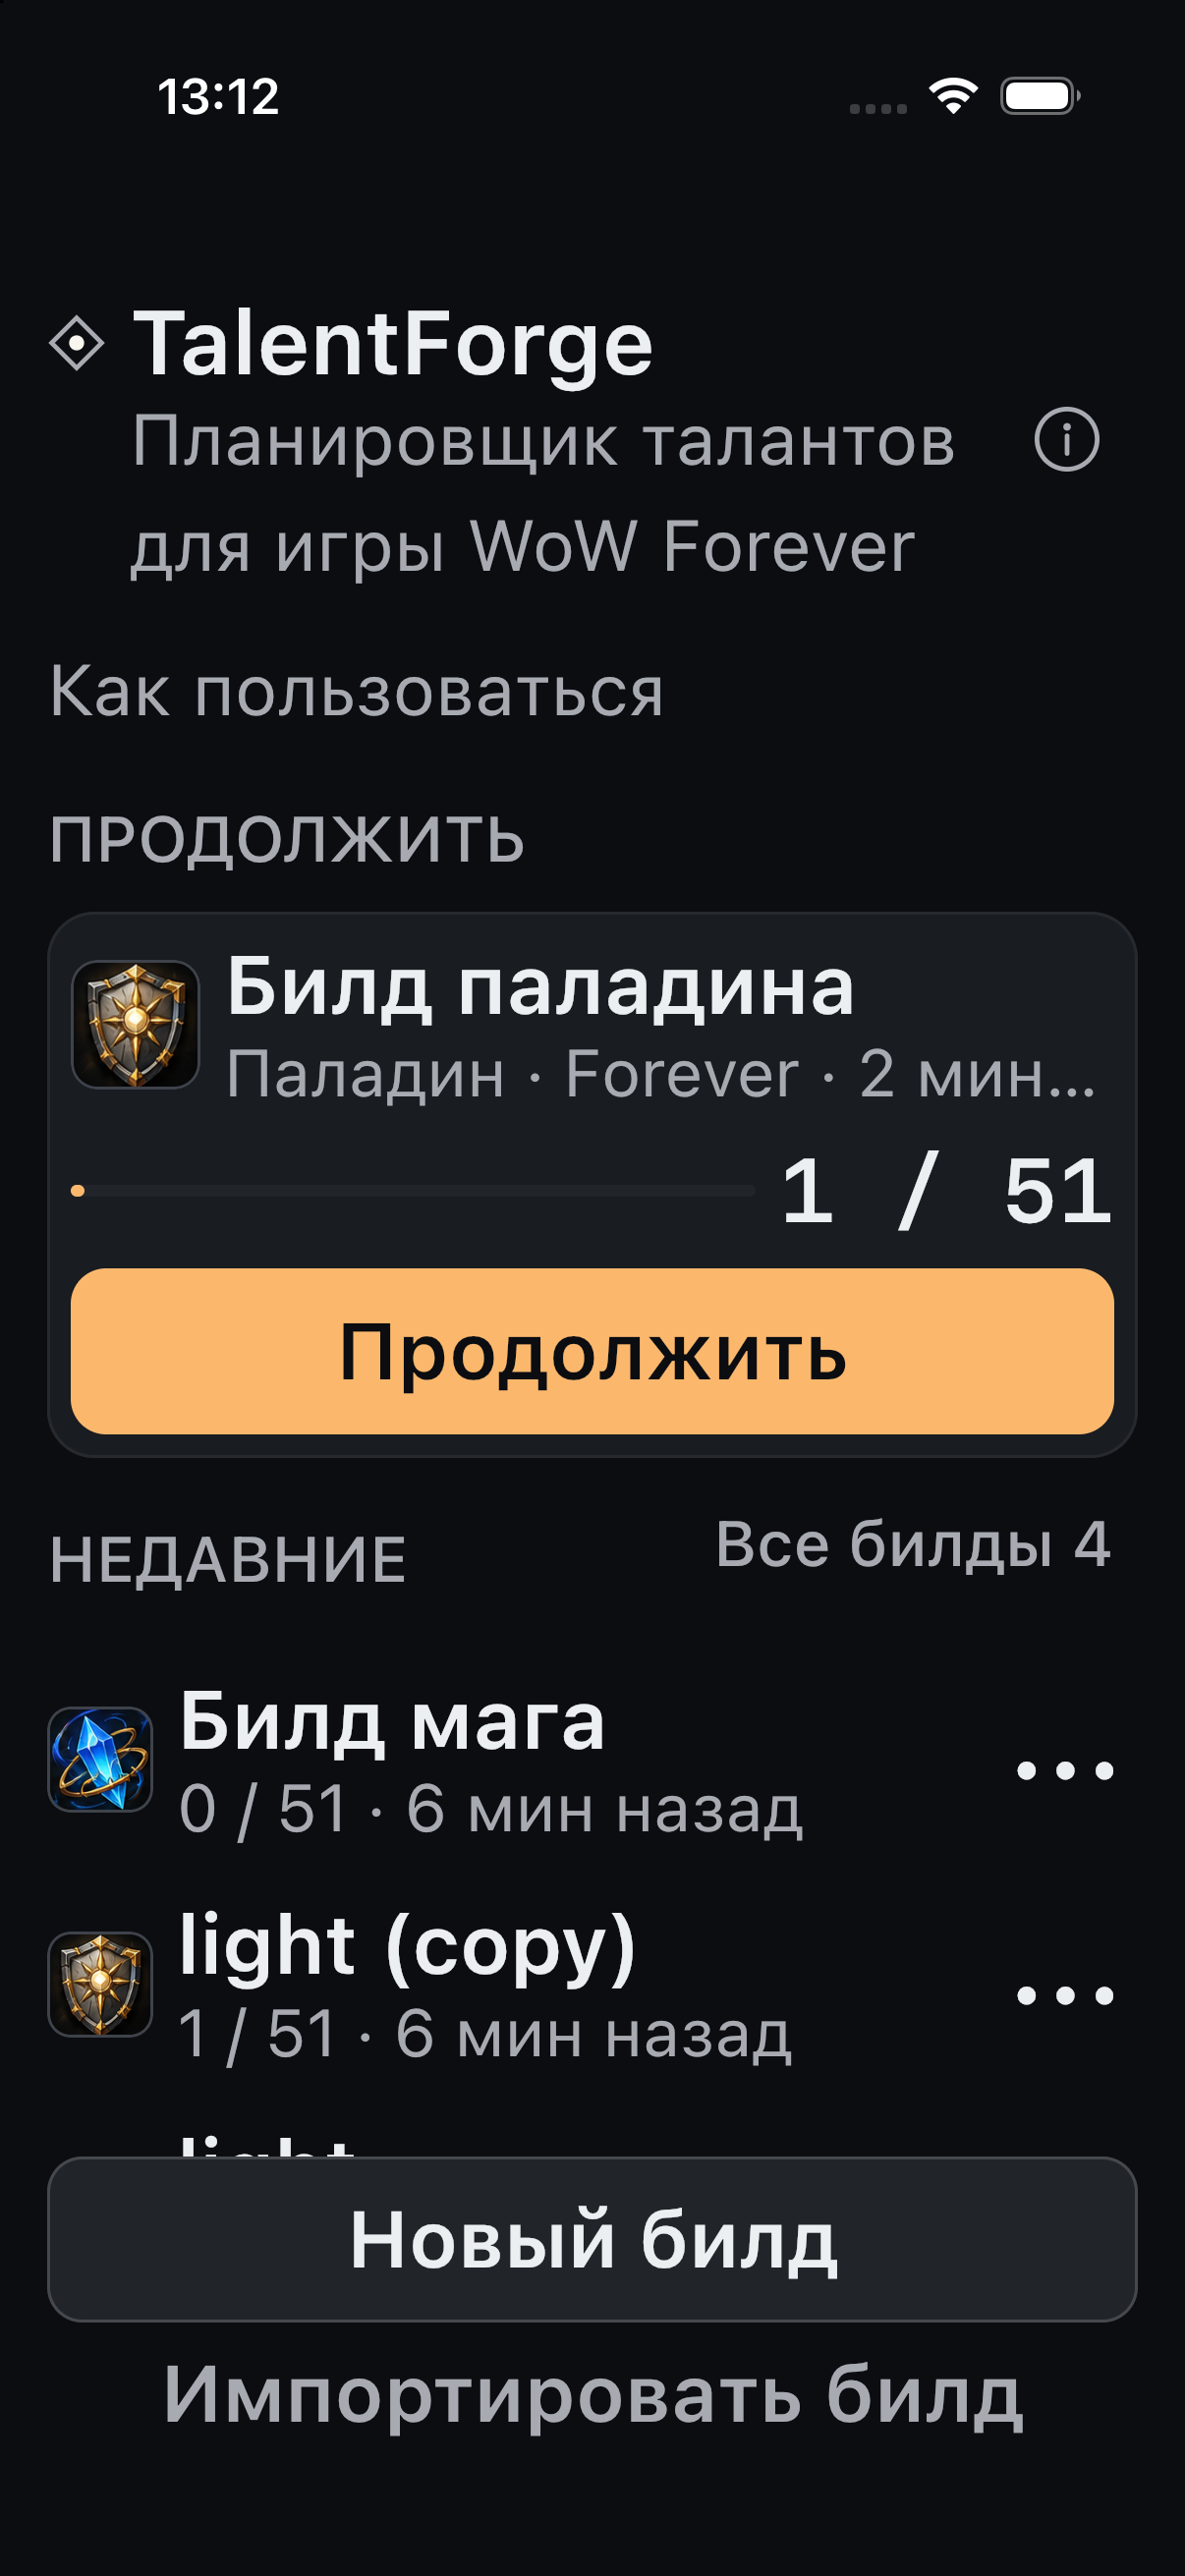 13:12
TalentForge
Планировщик талантов
для игры WoW Forever
Как пользоваться
ПРОДОЛЖИТЬ
Билд паладина
Паладин · Forever · 2 мин...
1 / 51
Продолжить
НЕДАВНИЕ
Все билды 4
Билд мага
0 / 51 · 6 мин назад
light (copy)
1 / 51 · 6 мин назад
light
Новый билд
Импортировать билд